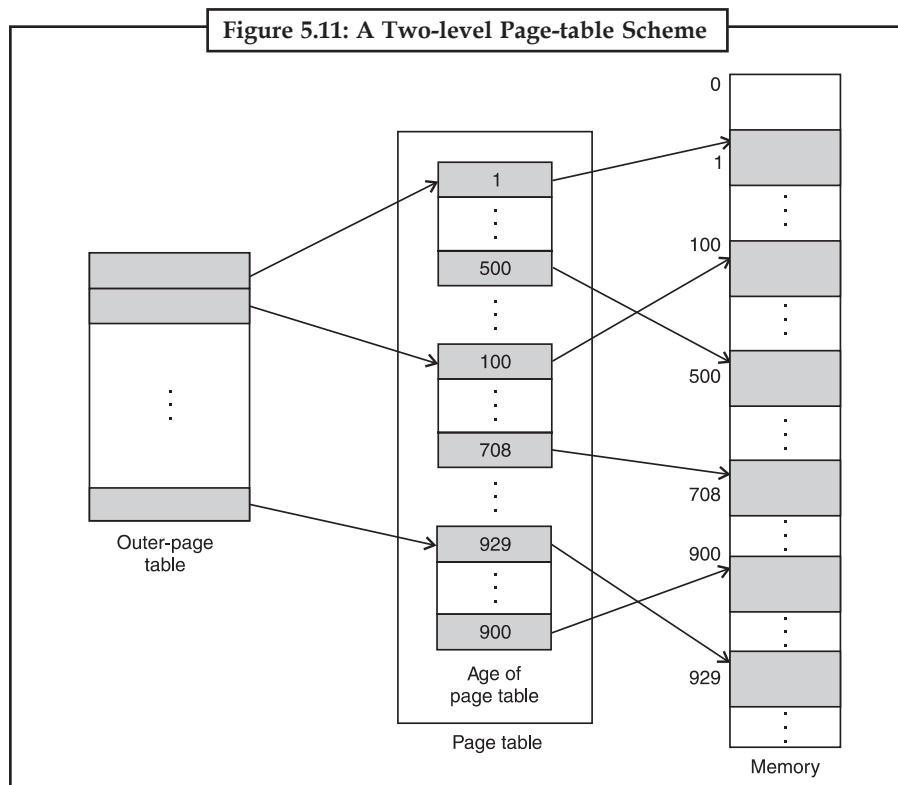 Figure 5.11: A Two-level Page-table Scheme
Outer-page
table
1
⋮
500
⋮
100
⋮
708
⋮
929
⋮
900
Age of
page table
Page table
0
1
100
500
708
900
929
Memory